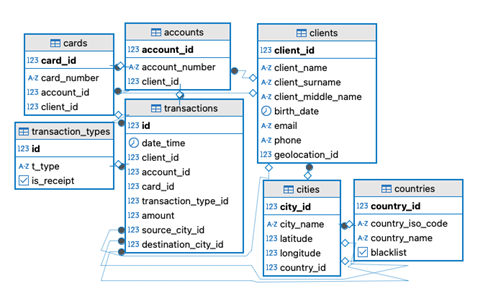 cards
123 card_id
A-Z card_number
123 account_id
123 client_id
accounts
123 account_id
A-Z account_number
123 client_id
clients
123 client_id
A-Z client_name
A-Z client_surname
A-Z client_middle_name
birth_date
A-Z email
A-Z phone
123 geolocation_id
transaction_types
123 id
A-Z t_type
is_receipt
transactions
123 id
date_time
123 client_id
123 account_id
123 card_id
123 transaction_type_id
123 amount
123 source_city_id
123 destination_city_id
cities
123 city_id
A-Z city_name
123 latitude
123 longitude
123 country_id
countries
123 country_id
A-Z country_iso_code
A-Z country_name
blacklist